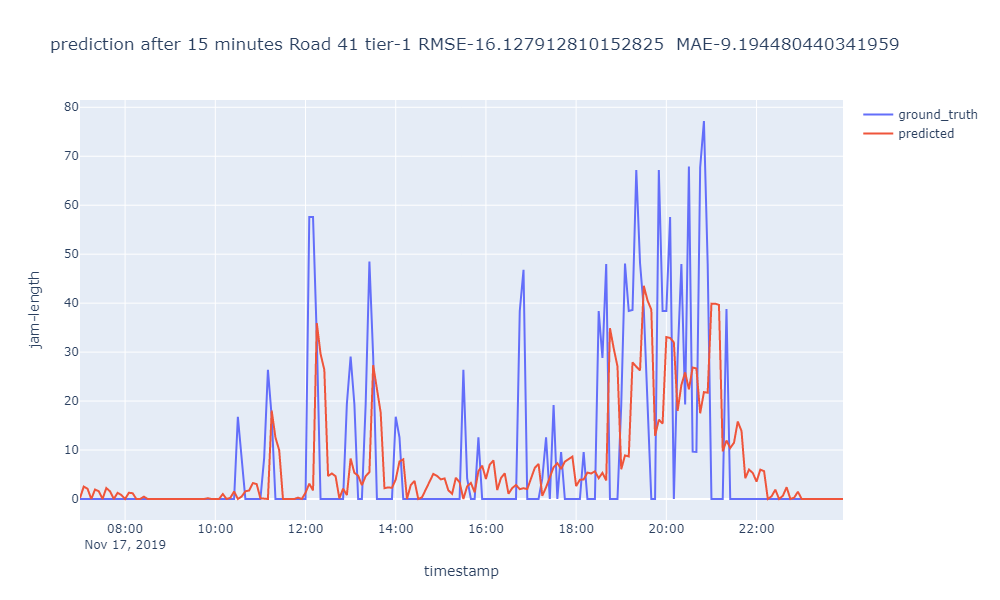 prediction after 15 minutes Road 41 tier-1 RMSE-16.127912810152825  MAE-9.194480440341959
ground_truth
predicted
80
70
60
50
40
30
20
10
0
jam-length
08:00 10:00 12:00 14:00 16:00 18:00 20:00 22:00
Nov 17, 2019
timestamp